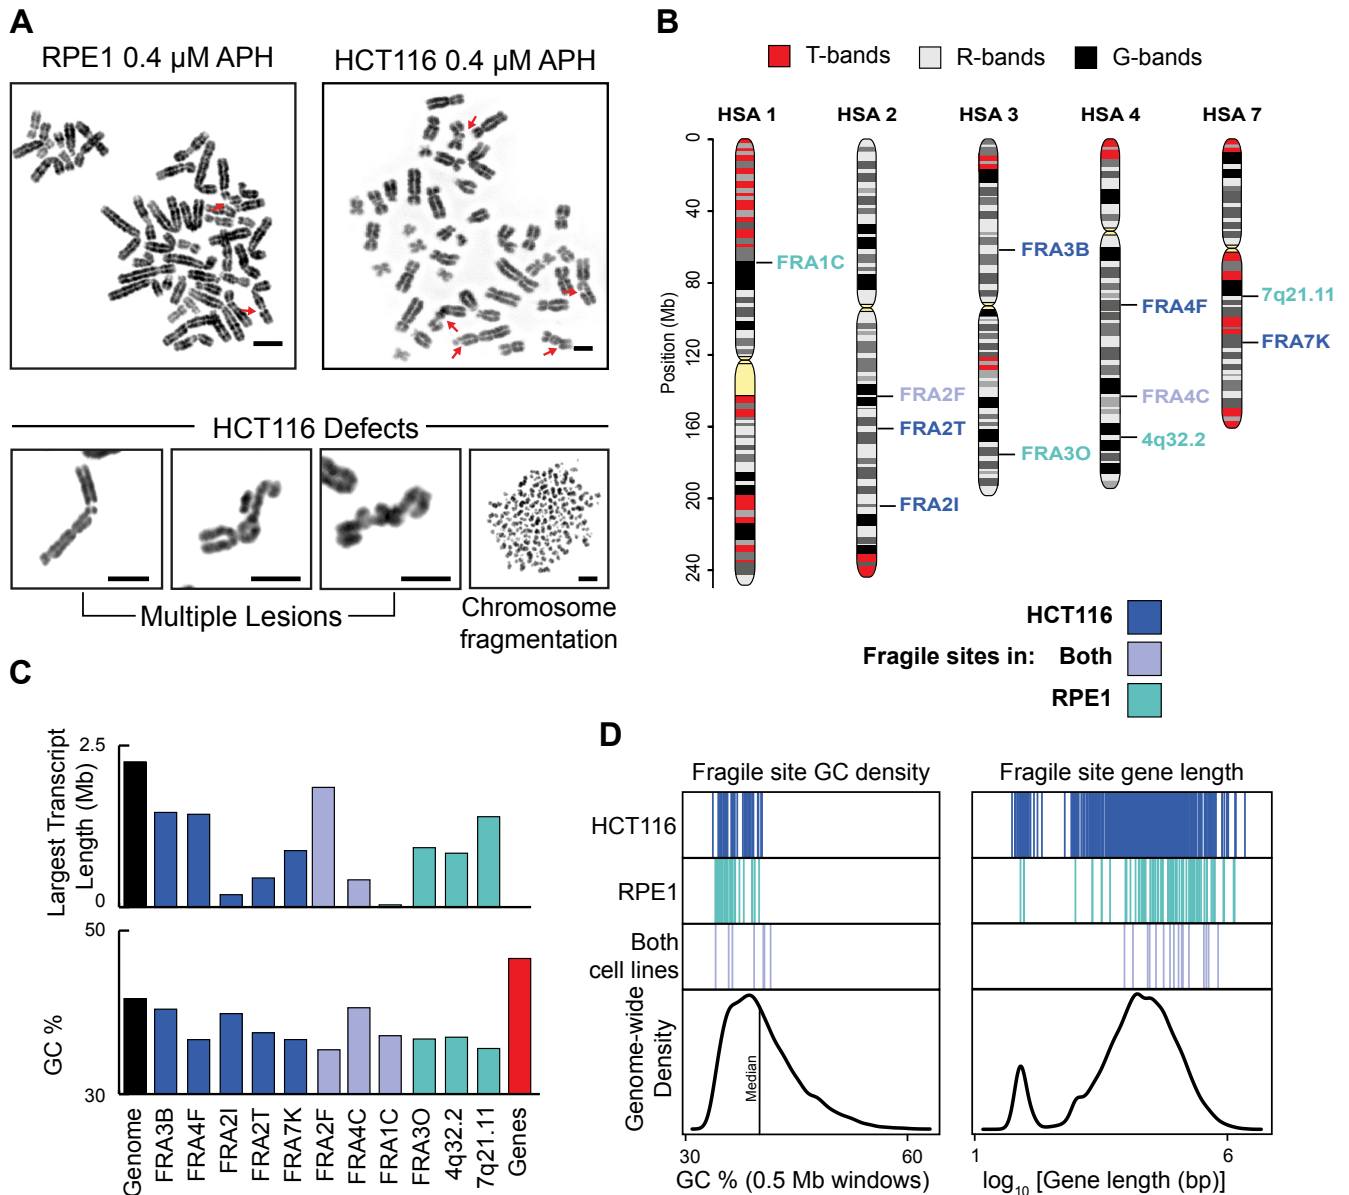 A
RPE1 0.4 µM APH
HCT116 0.4 µM APH
HCT116 Defects
Multiple Lesions
Chromosome
fragmentation
B
T-bands
R-bands
G-bands
HSA 1
HSA 2
HSA 3
HSA 4
HSA 7
Position (Mb)
0
40
80
120
160
200
240
FRA1C
FRA2F
FRA2T
FRA2I
FRA3B
FRA3O
FRA4F
FRA4C
4q32.2
7q21.11
FRA7K
Fragile sites in:
HCT116
Both
RPE1
C
Largest Transcript
Length (Mb)
2.5
0
GC %
50
30
Genome
FRA3B
FRA4F
FRA2I
FRA2T
FRA7K
FRA2F
FRA4C
FRA1C
FRA3O
4q32.2
7q21.11
Genes
D
Fragile site GC density
Fragile site gene length
HCT116
RPE1
Both
cell lines
Genome-wide
Density
Median
30
60
GC % (0.5 Mb windows)
1
6
log10 [Gene length (bp)]